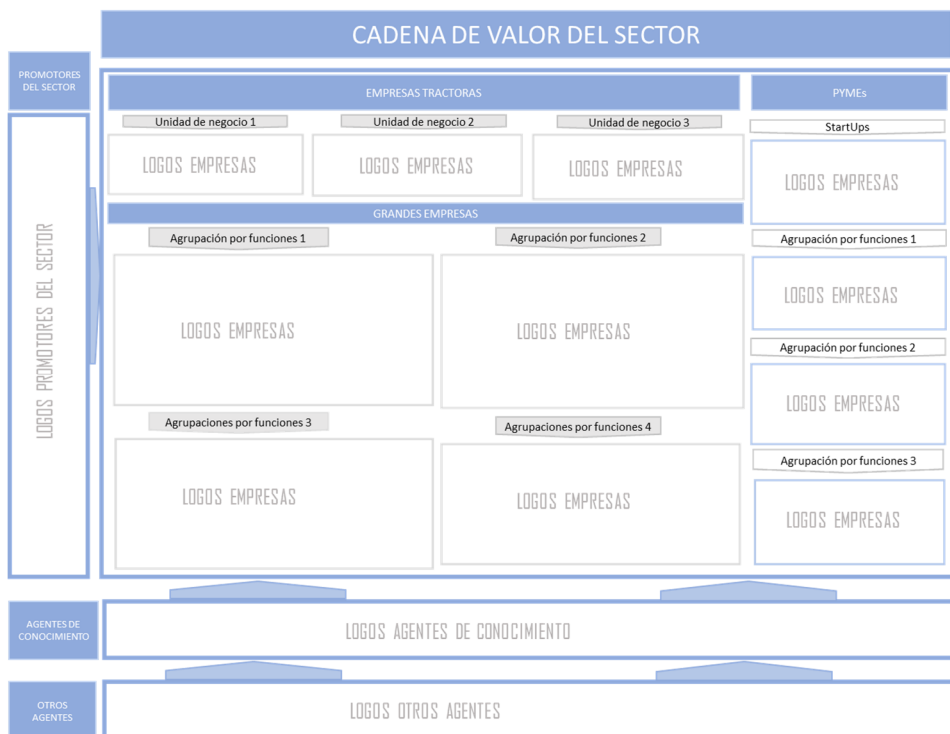 CADENA DE VALOR DEL SECTOR
PROMOTORES
DEL SECTOR
LOGOS PROMOTORES DEL SECTOR
EMPRESAS TRACTORAS
Unidad de negocio 1
Unidad de negocio 2
Unidad de negocio 3
LOGOS EMPRESAS
LOGOS EMPRESAS
LOGOS EMPRESAS
GRANDES EMPRESAS
Agrupación por funciones 1
Agrupación por funciones 2
LOGOS EMPRESAS
LOGOS EMPRESAS
Agrupaciones por funciones 3
Agrupaciones por funciones 4
LOGOS EMPRESAS
LOGOS EMPRESAS
PYMEs
StartUps
LOGOS EMPRESAS
Agrupación por funciones 1
LOGOS EMPRESAS
Agrupación por funciones 2
LOGOS EMPRESAS
Agrupación por funciones 3
LOGOS EMPRESAS
AGENTES DE
CONOCIMIENTO
LOGOS AGENTES DE CONOCIMIENTO
OTROS
AGENTES
LOGOS OTROS AGENTES